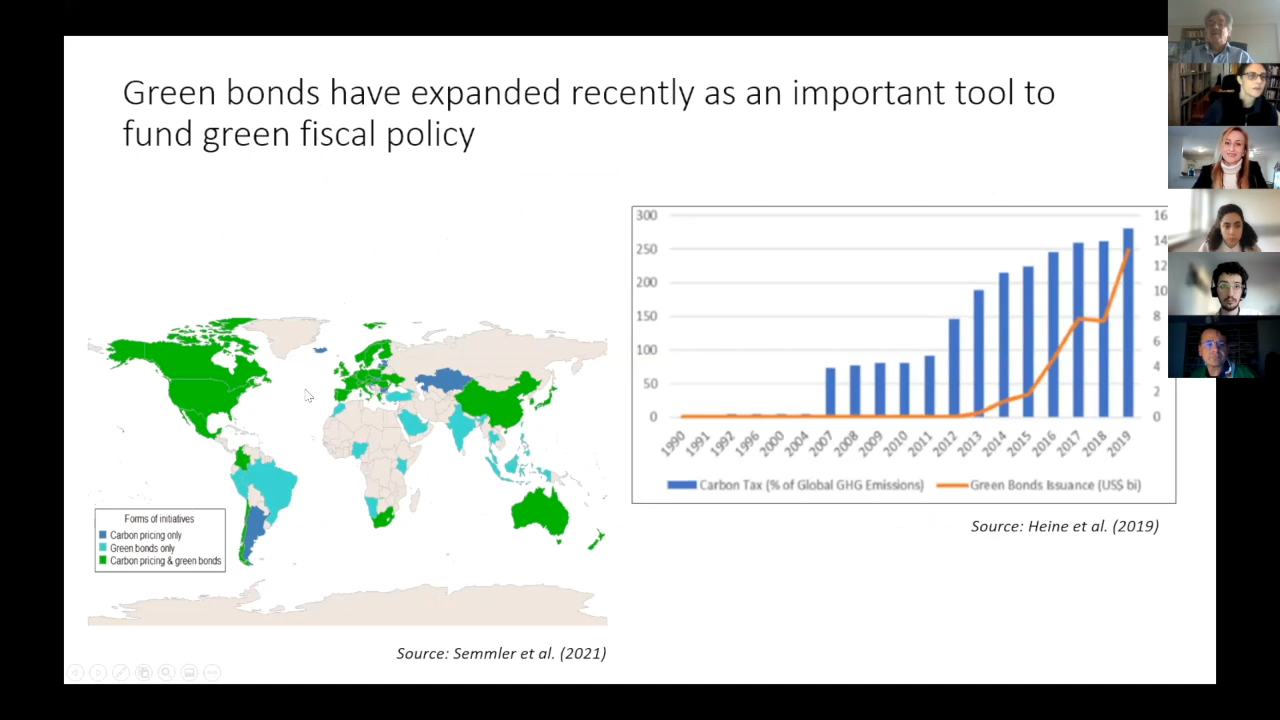 Green bonds have expanded recently as an important tool to
fund green fiscal policy
Forms of initiatives
Carbon pricing only
Green bonds only
Carbon pricing & green bonds
Source: Semmler et al. (2021)
300
250
200
150
100
50
0
16
14
12
10
8
6
4
2
0
1990 1991 1992 1996 2000 2004 2007 2008 2009 2010 2011 2012 2013 2014 2015 2016 2017 2018 2019
Carbon Tax (% of Global GHG Emissions) Green Bonds Issuance (US$ bi)
Source: Heine et al. (2019)